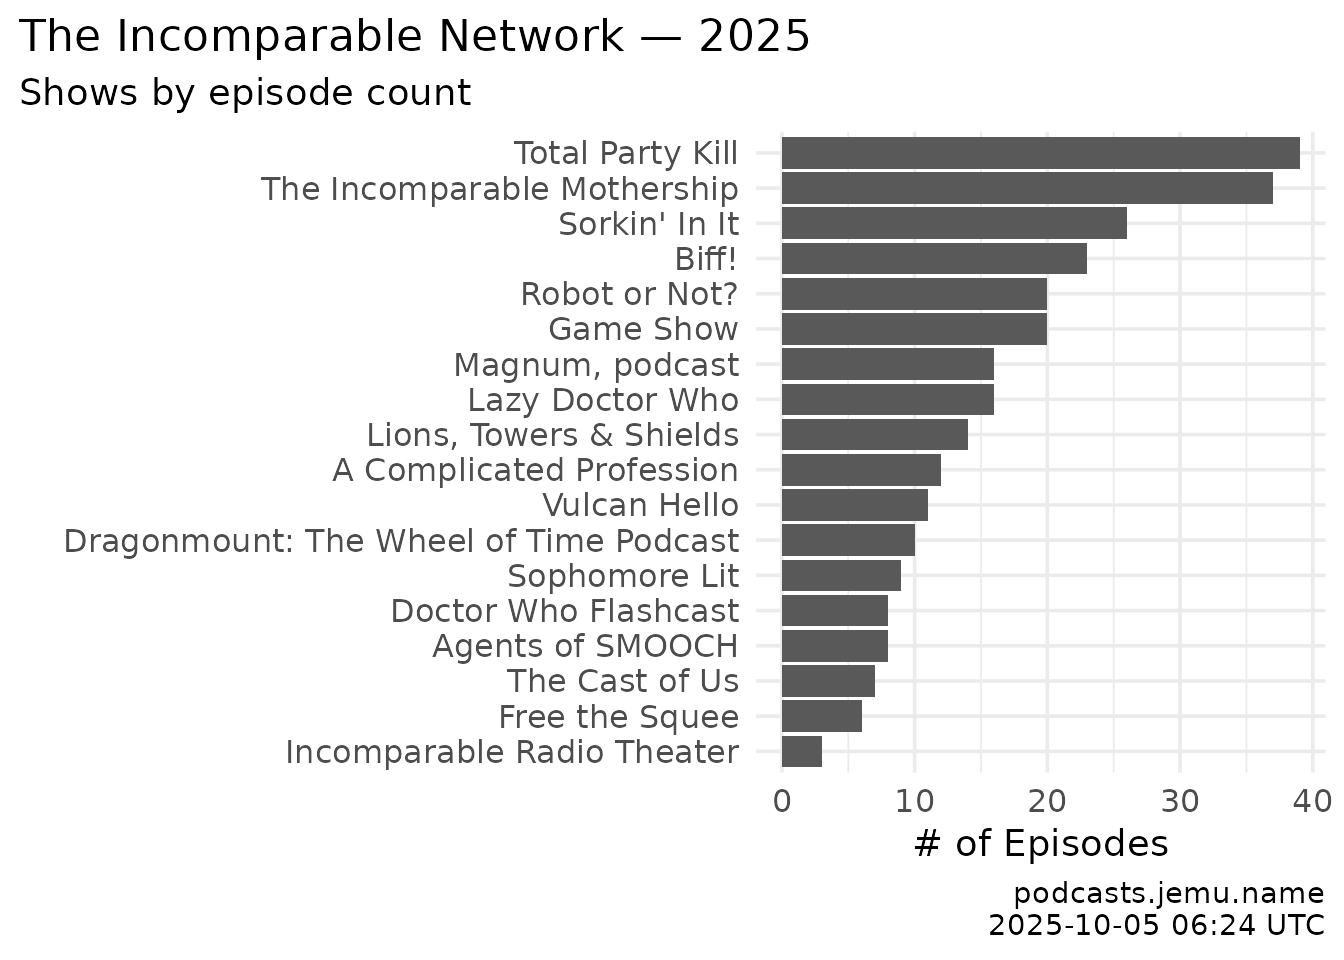 The Incomparable Network — 2025
Shows by episode count
Total Party Kill
The Incomparable Mothership
Sorkin' In It
Biff!
Robot or Not?
Game Show
Magnum, podcast
Lazy Doctor Who
Lions, Towers & Shields
A Complicated Profession
Vulcan Hello
Dragonmount: The Wheel of Time Podcast
Sophomore Lit
Doctor Who Flashcast
Agents of SMOOCH
The Cast of Us
Free the Squee
Incomparable Radio Theater
0 10 20 30 40
# of Episodes
podcasts.jemu.name
2025-10-05 06:24 UTC